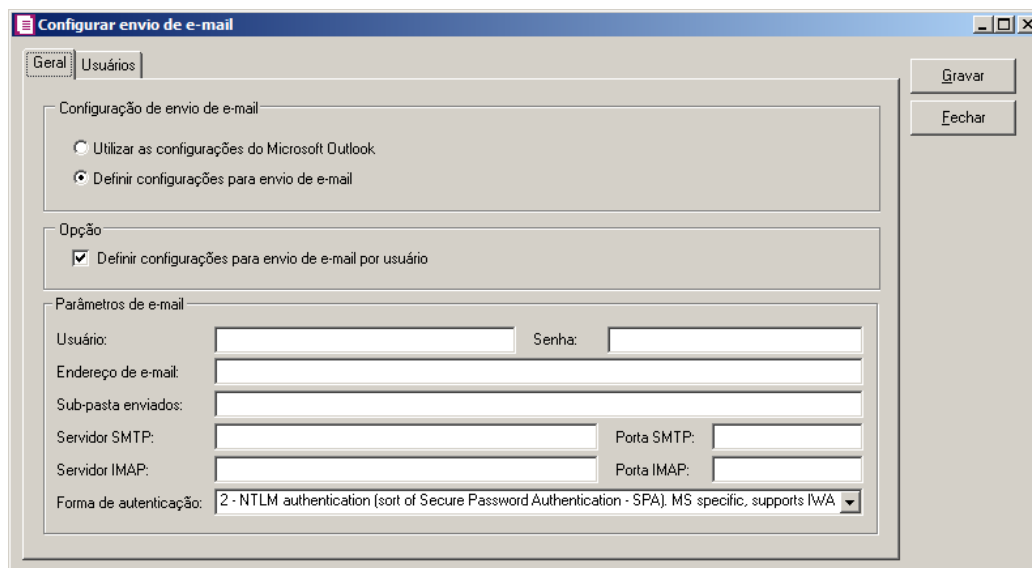 Configurar envio de e-mail
Geral Usuários
Gravar
Fechar
Configuração de envio de e-mail
Utilizar as configurações do Microsoft Outlook
Definir configurações para envio de e-mail
Opção
Definir configurações para envio de e-mail por usuário
Parâmetros de e-mail
Usuário: Senha:
Endereço de e-mail:
Sub-pasta enviados:
Servidor SMTP: Porta SMTP:
Servidor IMAP: Porta IMAP:
Forma de autenticação: 2 - NTLM authentication (sort of Secure Password Authentication - SPA). MS specific, supports IWA